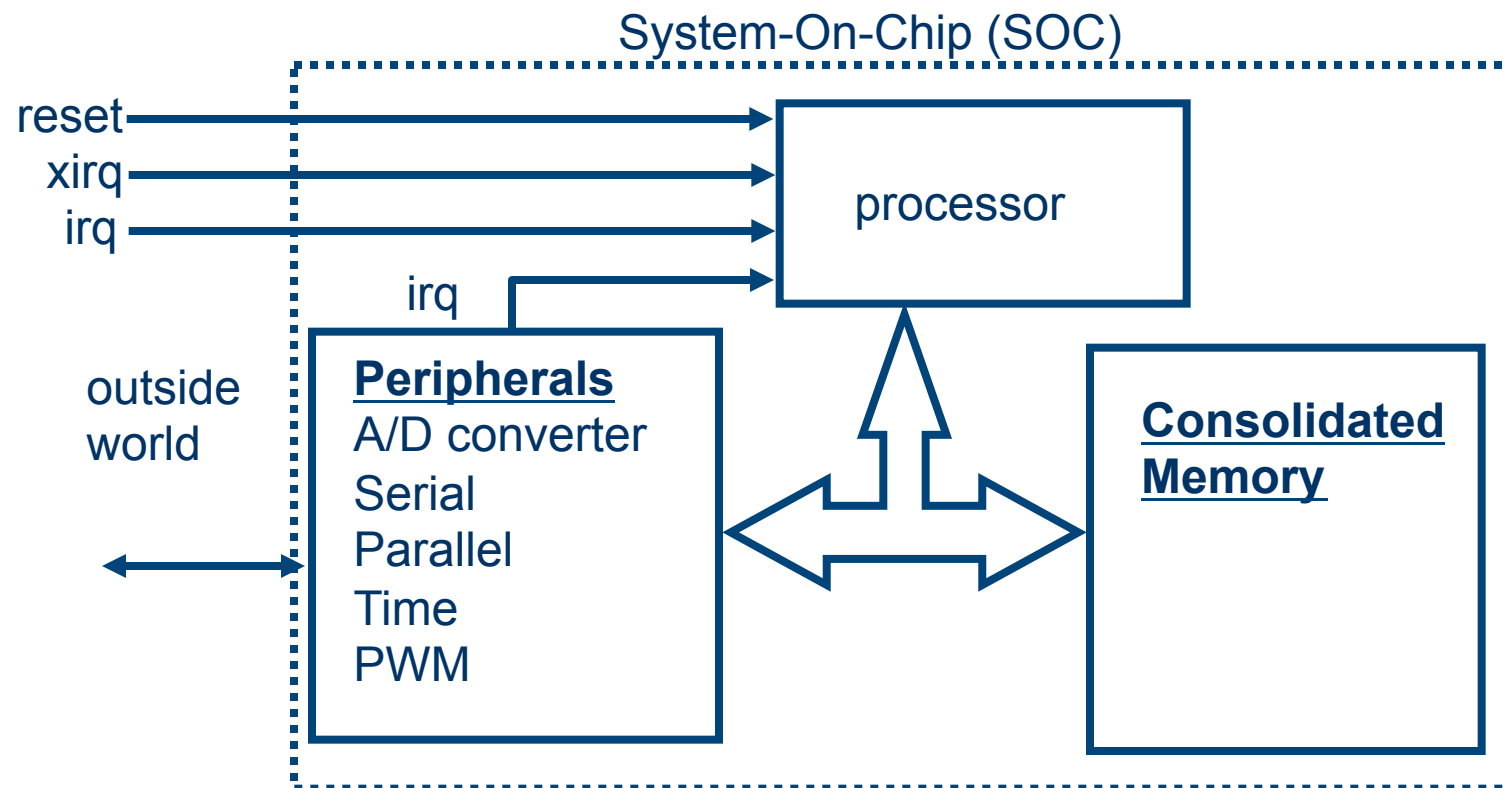 System-On-Chip (SOC)
reset
xirq
irq
processor
irq
outside
world
Peripherals
A/D converter
Serial
Parallel
Time
PWM
Consolidated
Memory